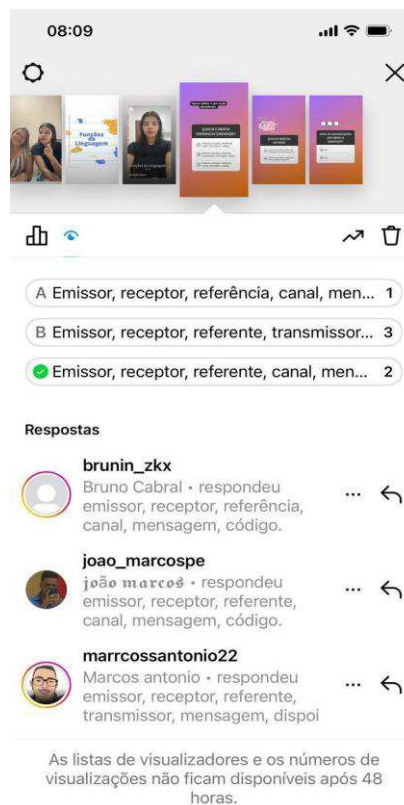 08:09
Funções
da
Linguagem
A Emissor, receptor, referência, canal, men... 1
B Emissor, receptor, referente, transmissor... 3
Emissor, receptor, referente, canal, men... 2
Respostas
brunin_zkx
Bruno Cabral • respondeu
emissor, receptor, referência,
canal, mensagem, código.
joao_marcospe
𝖏𝖔ã𝖔 𝖒𝖆𝖗𝖈𝖔𝖘 • respondeu
emissor, receptor, referente,
canal, mensagem, código.
marrcossantonio22
Marcos antonio • respondeu
emissor, receptor, referente,
transmissor, mensagem, dispoi
As listas de visualizadores e os números de
visualizações não ficam disponíveis após 48
horas.